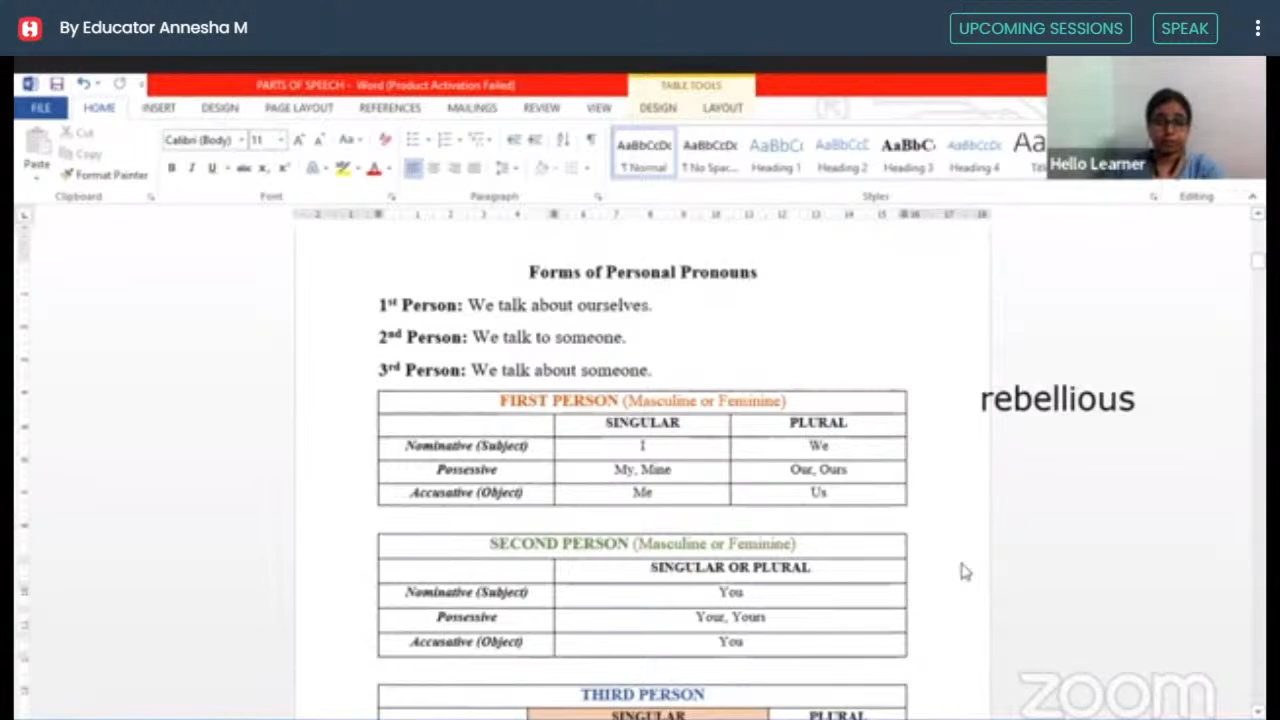 By Educator Annesha M
UPCOMING SESSIONS
SPEAK
PARTS OF SPEECH - Word (Product Activation Failed)
TABLE TOOLS
FILE HOME INSERT DESIGN PAGE LAYOUT REFERENCES MAILINGS REVIEW VIEW DESIGN LAYOUT
Paste
Cut
Copy
Format Painter
Calibri (Body) 11
AaBbCcDc AaBbCcDc AaBbC AaBbCcC AaBbC AaBbCcDc
¶ Normal ¶ No Spac... Heading 1 Heading 2 Heading 3 Heading 4
Clipboard Font Paragraph Styles Editing
Hello Learner
Forms of Personal Pronouns
1st Person: We talk about ourselves.
2nd Person: We talk to someone.
3rd Person: We talk about someone.
rebellious
FIRST PERSON (Masculine or Feminine)
SINGULAR PLURAL
Nominative (Subject) I We
Possessive My, Mine Our, Ours
Accusative (Object) Me Us
SECOND PERSON (Masculine or Feminine)
SINGULAR OR PLURAL
Nominative (Subject) You
Possessive Your, Yours
Accusative (Object) You
THIRD PERSON
SINGULAR PLURAL
zoom